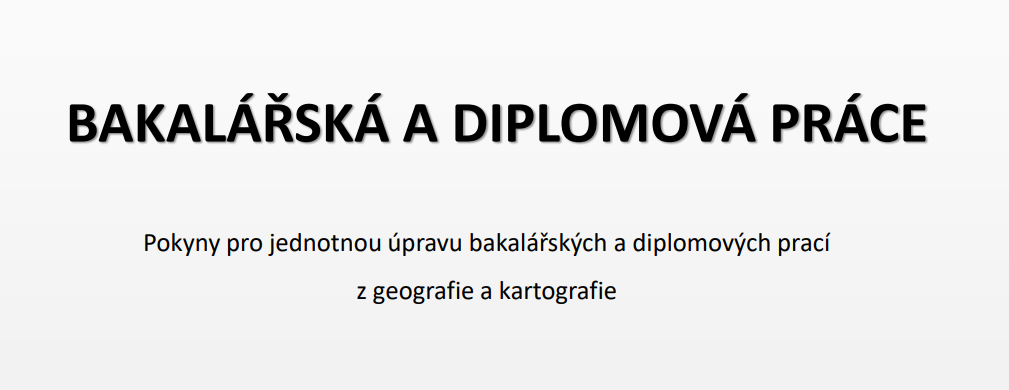 BAKALÁŘSKÁ A DIPLOMOVÁ PRÁCE
Pokyny pro jednotnou úpravu bakalářských a diplomových prací
z geografie a kartografie